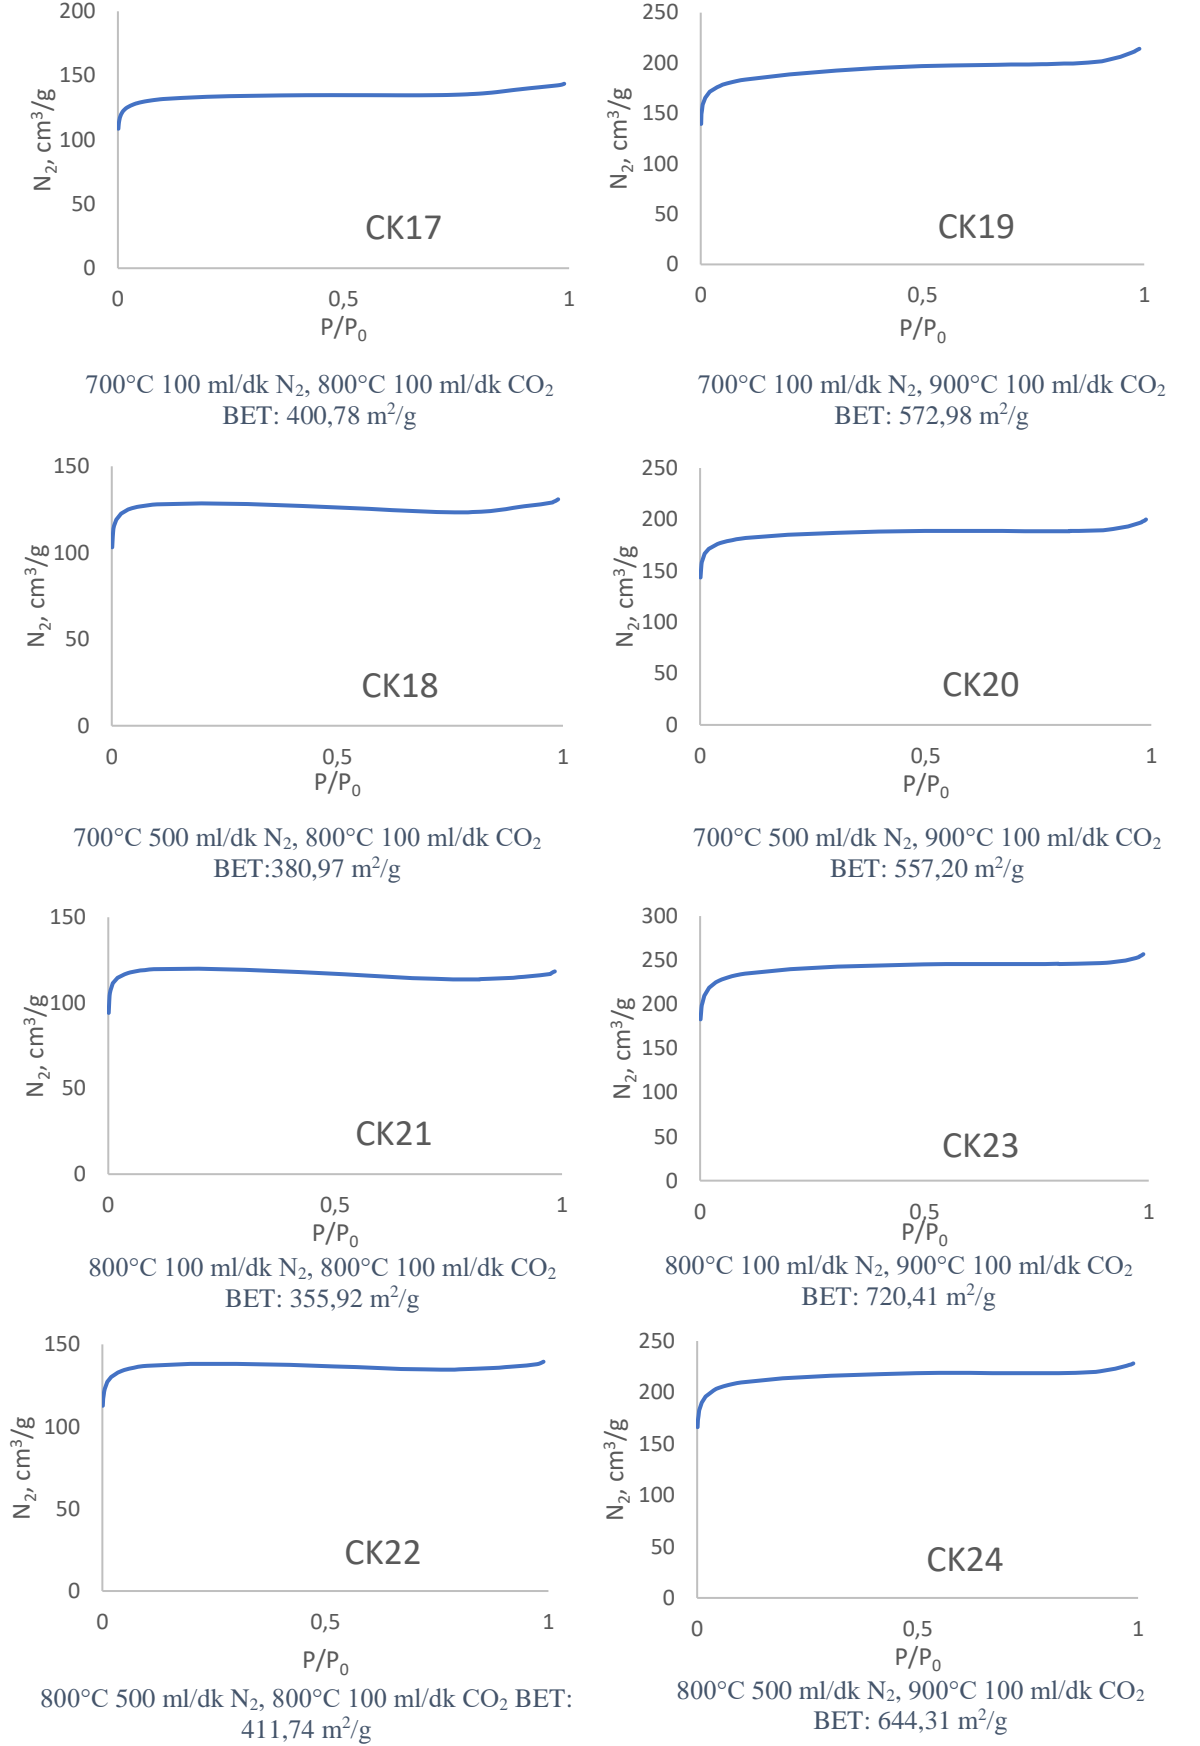 200
150
100
50
0
N₂, cm³/g
CK17
0 0,5 1
P/P₀
700°C 100 ml/dk N₂, 800°C 100 ml/dk CO₂
BET: 400,78 m²/g
250
200
150
100
50
0
N₂, cm³/g
CK19
0 0,5 1
P/P₀
700°C 100 ml/dk N₂, 900°C 100 ml/dk CO₂
BET: 572,98 m²/g
150
100
50
0
N₂, cm³/g
CK18
0 0,5 1
P/P₀
700°C 500 ml/dk N₂, 800°C 100 ml/dk CO₂
BET:380,97 m²/g
250
200
150
100
50
0
N₂, cm³/g
CK20
0 0,5 1
P/P₀
700°C 500 ml/dk N₂, 900°C 100 ml/dk CO₂
BET: 557,20 m²/g
150
100
50
0
N₂, cm³/g
CK21
0 0,5 1
P/P₀
800°C 100 ml/dk N₂, 800°C 100 ml/dk CO₂
BET: 355,92 m²/g
300
250
200
150
100
50
0
N₂, cm³/g
CK23
0 0,5 1
P/P₀
800°C 100 ml/dk N₂, 900°C 100 ml/dk CO₂
BET: 720,41 m²/g
150
100
50
0
N₂, cm³/g
CK22
0 0,5 1
P/P₀
800°C 500 ml/dk N₂, 800°C 100 ml/dk CO₂ BET:
411,74 m²/g
250
200
150
100
50
0
N₂, cm³/g
CK24
0 0,5 1
P/P₀
800°C 500 ml/dk N₂, 900°C 100 ml/dk CO₂
BET: 644,31 m²/g